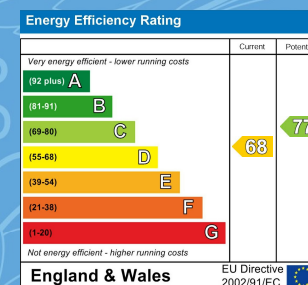 Energy Efficiency Rating
Current Potent
Very energy efficient - lower running costs
(92 plus) A
(81-91) B
(69-80) C
77
(55-68) D
68
(39-54) E
(21-38) F
(1-20) G
Not energy efficient - higher running costs
England & Wales
EU Directive
2002/91/EC